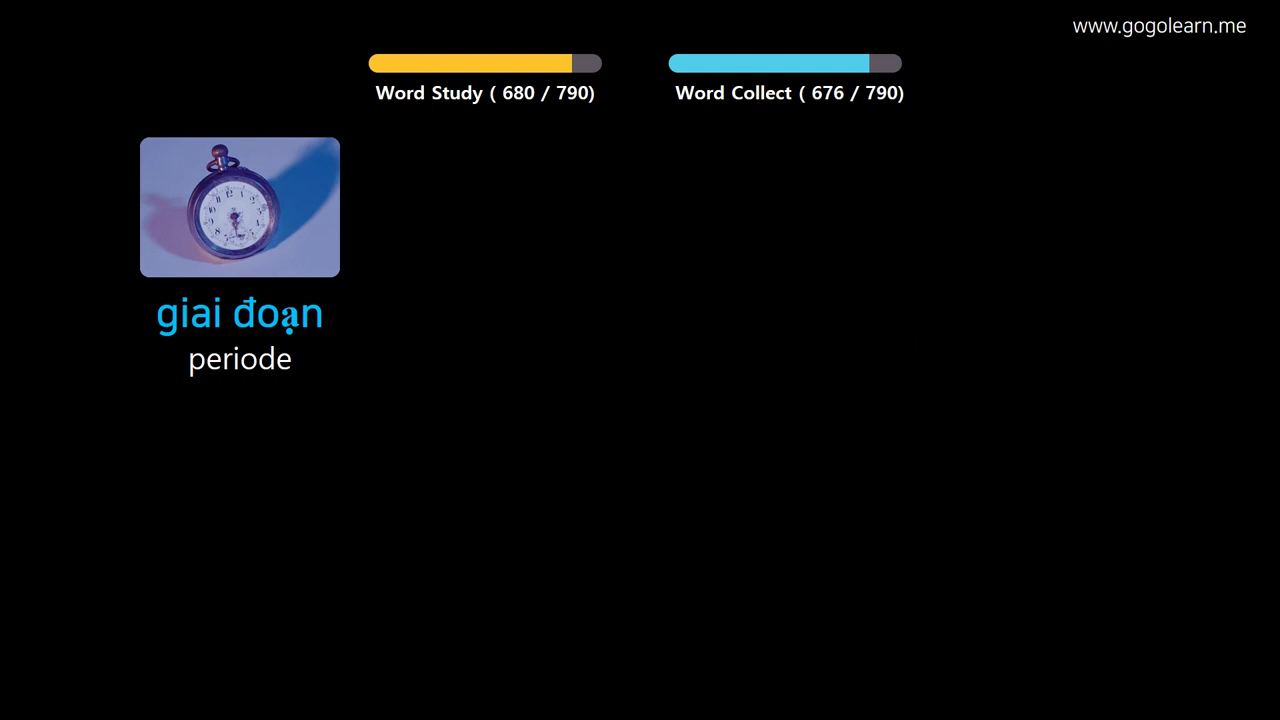 www.gogolearn.me
Word Study ( 680 / 790)
Word Collect ( 676 / 790)
giai đoạn
periode